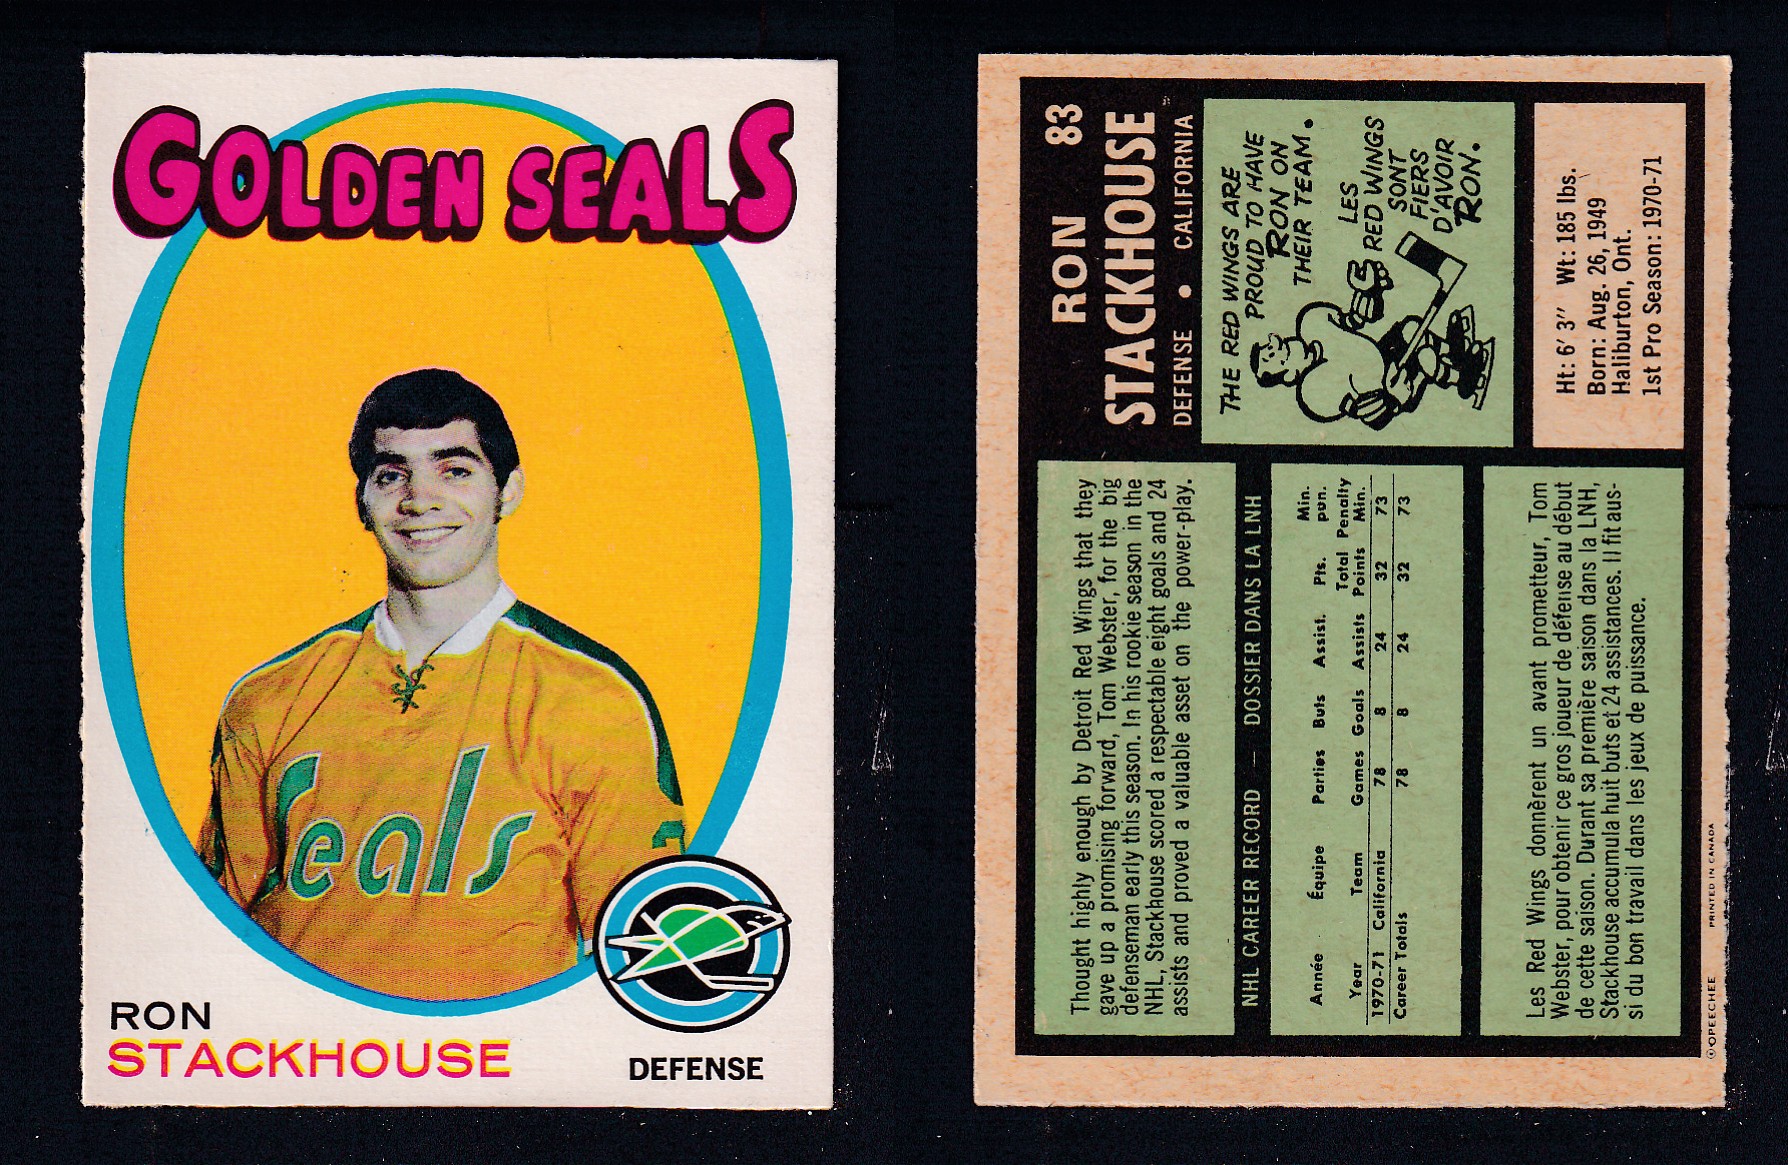 GOLDEN SEALS
Seals
RON
STACKHOUSE
DEFENSE
RON 83
STACKHOUSE
DEFENSE • CALIFORNIA
THE RED WINGS ARE
PROUD TO HAVE
RON ON
THEIR TEAM.
LES
RED WINGS
SONT
FIERS
D'AVOIR
RON.
Ht: 6' 3" Wt: 185 lbs.
Born: Aug. 26, 1949
Haliburton, Ont.
1st Pro Season: 1970-71
Thought highly enough by Detroit Red Wings that they
gave up a promising forward, Tom Webster, for the big
defenseman early this season. In his rookie season in the
NHL, Stackhouse scored a respectable eight goals and 24
assists and proved a valuable asset on the power-play.
NHL CAREER RECORD — DOSSIER DANS LA LNH
Année Équipe Parties Buts Assist. Pts. Min. pun.
Year Team Games Goals Assists Total Points Penalty Min.
1970-71 California 78 8 24 32 73
Career Totals 78 8 24 32 73
Les Red Wings donnèrent un avant prometteur, Tom
Webster, pour obtenir ce gros joueur de défense au début
de cette saison. Durant sa première saison dans la LNH,
Stackhouse accumula huit buts et 24 assistances. Il fit aus-
si du bon travail dans les jeux de puissance.
©OPEECHEE PRINTED IN CANADA